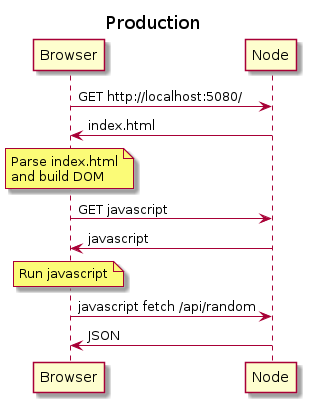 Production
Browser
Node
GET http://localhost:5080/
index.html
Parse index.html
and build DOM
GET javascript
javascript
Run javascript
javascript fetch /api/random
JSON
Browser
Node